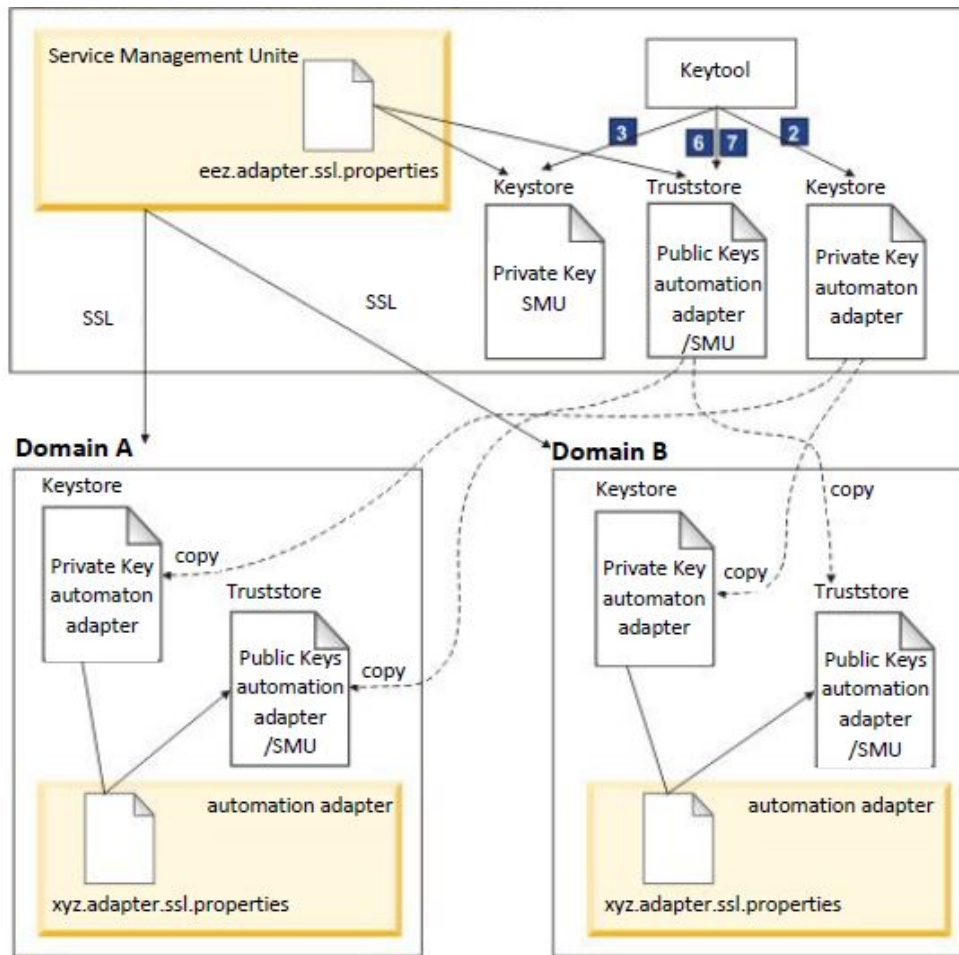 Service Management Unite
eez.adapter.ssl.properties
Keytool
3
6
7
2
Keystore
Truststore
Keystore
Private Key
SMU
Public Keys
automation
adapter
/SMU
Private Key
automaton
adapter
SSL
SSL
Domain A
Keystore
Private Key
automaton
adapter
copy
Truststore
Public Keys
automation
adapter
/SMU
copy
automation adapter
xyz.adapter.ssl.properties
Domain B
Keystore
Private Key
automaton
adapter
copy
copy
Truststore
Public Keys
automation
adapter
/SMU
automation adapter
xyz.adapter.ssl.properties